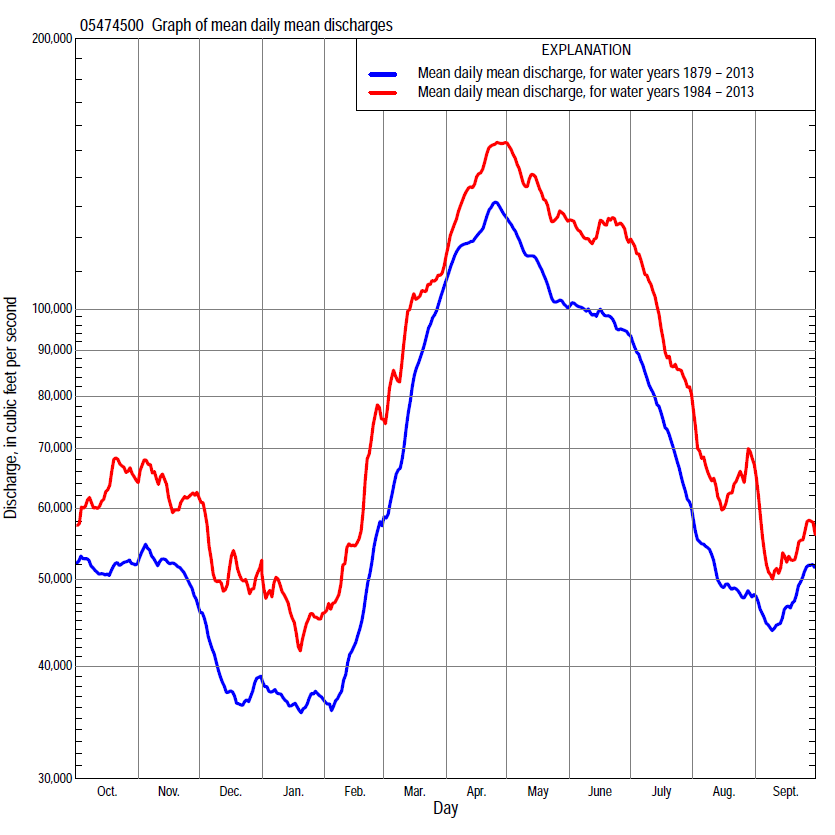 05474500 Graph of mean daily mean discharges
200,000
EXPLANATION
Mean daily mean discharge, for water years 1879 – 2013
Mean daily mean discharge, for water years 1984 – 2013
100,000
90,000
80,000
70,000
60,000
50,000
40,000
30,000
Discharge, in cubic feet per second
Oct. Nov. Dec. Jan. Feb. Mar. Apr. May June July Aug. Sept.
Day